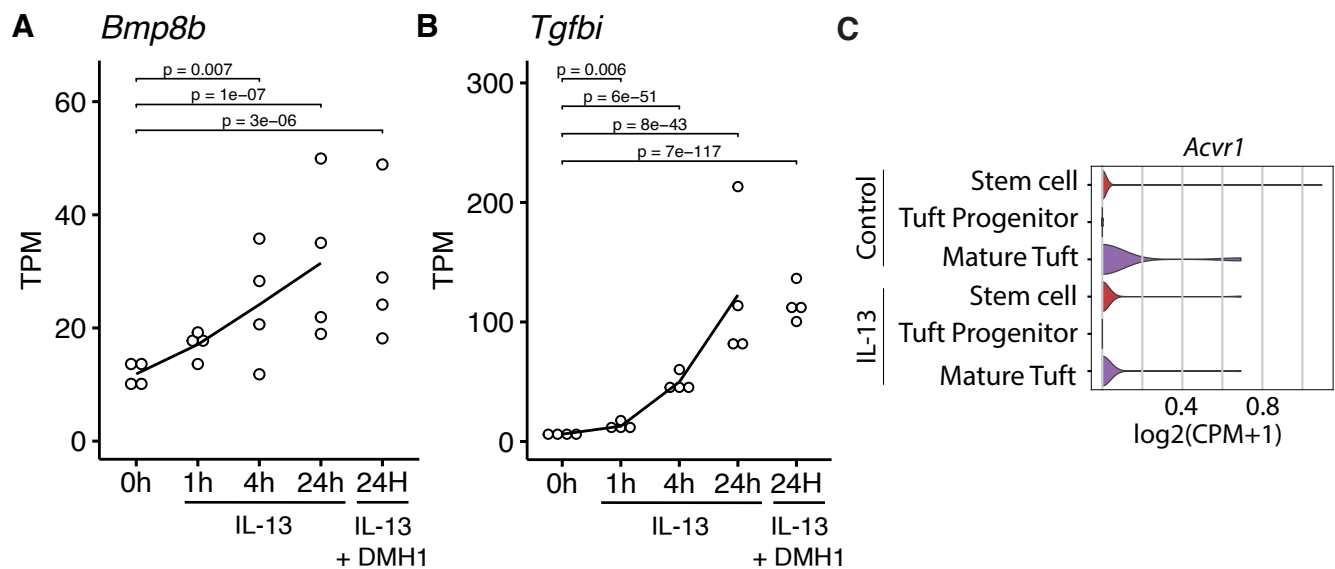 A
Bmp8b
p = 0.007
p = 1e−07
p = 3e−06
60
40
20
0
TPM
0h 1h 4h 24h 24H
IL-13
IL-13
+ DMH1
B
Tgfbi
p = 0.006
p = 6e−51
p = 8e−43
p = 7e−117
300
200
100
0
TPM
0h 1h 4h 24h 24H
IL-13
IL-13
+ DMH1
C
Acvr1
Control
Stem cell
Tuft Progenitor
Mature Tuft
IL-13
Stem cell
Tuft Progenitor
Mature Tuft
0.4 0.8
log2(CPM+1)